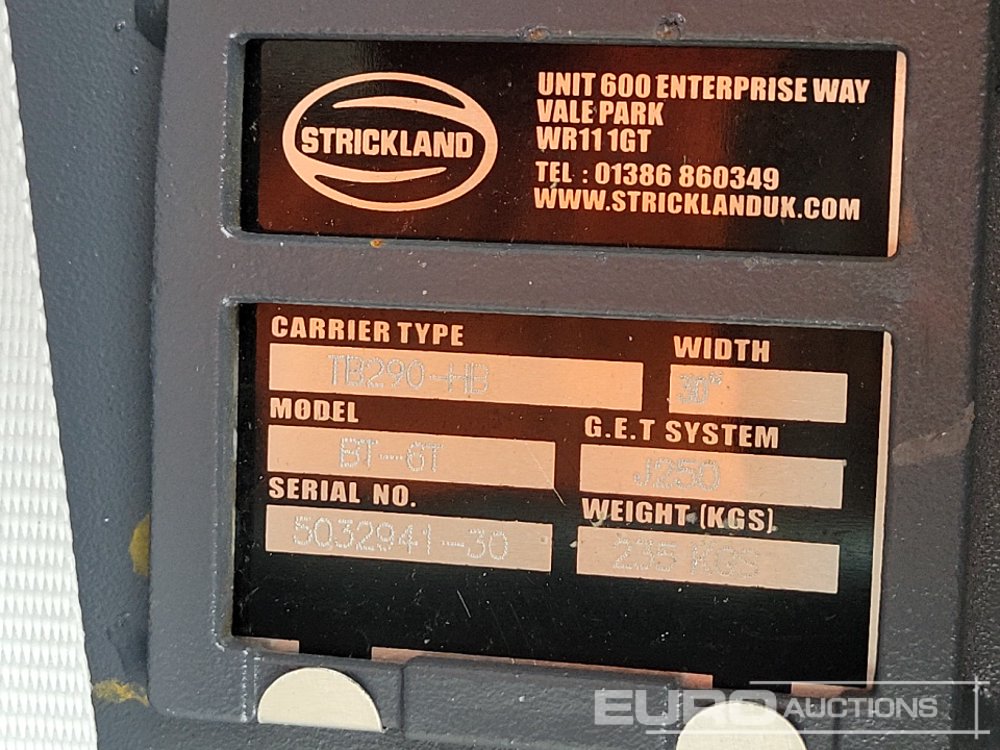 STRICKLAND
UNIT 600 ENTERPRISE WAY
VALE PARK
WR11 1GT
TEL : 01386 860349
WWW.STRICKLANDUK.COM
CARRIER TYPE
TB290-HB
WIDTH
30"
MODEL
BT-6T
G.E.T SYSTEM
J250
SERIAL NO.
5032941-30
WEIGHT (KGS).
235 KGS
EURO AUCTIONS